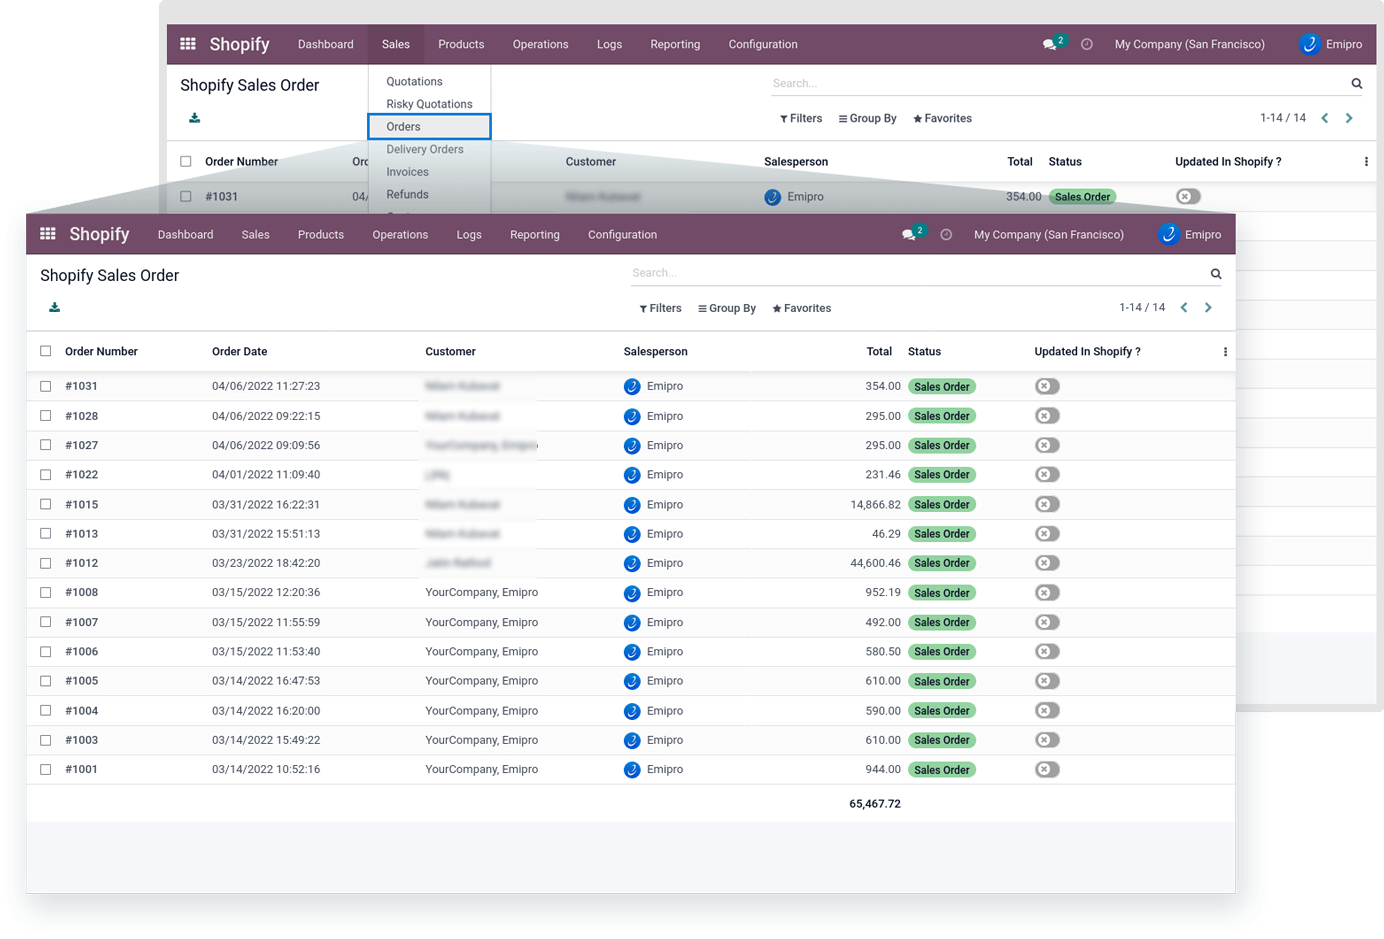 Shopify Dashboard Sales Products Operations Logs Reporting Configuration 2 My Company (San Francisco) Emipro
Shopify Sales Order
Search...
Filters Group By Favorites 1-14 / 14
Quotations
Risky Quotations
Orders
Delivery Orders
Invoices
Refunds
Order Number Customer Salesperson Total Status Updated In Shopify ?
#1031 04/ Emipro 354.00 Sales Order
Shopify Dashboard Sales Products Operations Logs Reporting Configuration 2 My Company (San Francisco) Emipro
Shopify Sales Order
Search...
Filters Group By Favorites 1-14 / 14
Order Number Order Date Customer Salesperson Total Status Updated In Shopify ?
#1031 04/06/2022 11:27:23 Emipro 354.00 Sales Order
#1028 04/06/2022 09:22:15 Emipro 295.00 Sales Order
#1027 04/06/2022 09:09:56 Emipro 295.00 Sales Order
#1022 04/01/2022 11:09:40 Emipro 231.46 Sales Order
#1015 03/31/2022 16:22:31 Emipro 14,866.82 Sales Order
#1013 03/31/2022 15:51:13 Emipro 46.29 Sales Order
#1012 03/23/2022 18:42:20 Emipro 44,600.46 Sales Order
#1008 03/15/2022 12:20:36 YourCompany, Emipro Emipro 952.19 Sales Order
#1007 03/15/2022 11:55:59 YourCompany, Emipro Emipro 492.00 Sales Order
#1006 03/15/2022 11:53:40 YourCompany, Emipro Emipro 580.50 Sales Order
#1005 03/14/2022 16:47:53 YourCompany, Emipro Emipro 610.00 Sales Order
#1004 03/14/2022 16:20:00 YourCompany, Emipro Emipro 590.00 Sales Order
#1003 03/14/2022 15:49:22 YourCompany, Emipro Emipro 610.00 Sales Order
#1001 03/14/2022 10:52:16 YourCompany, Emipro Emipro 944.00 Sales Order
65,467.72